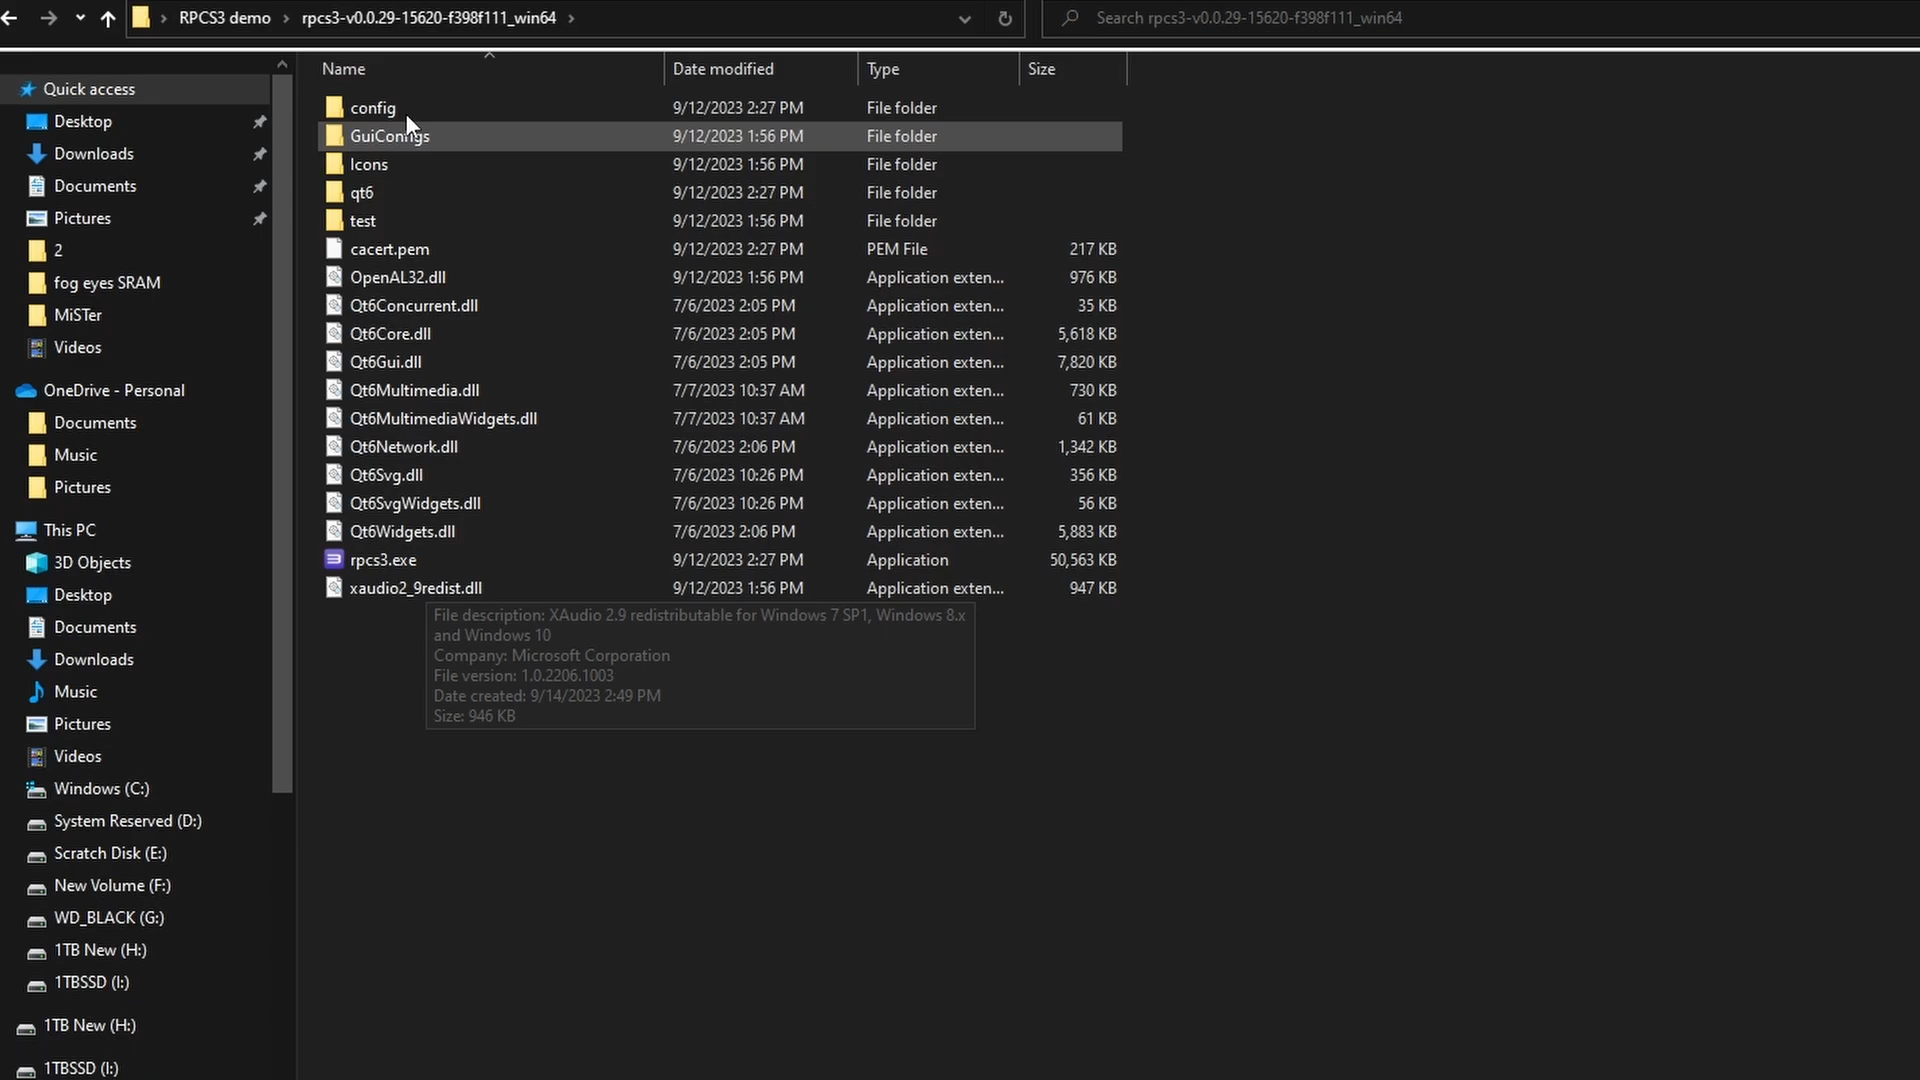 RPCS3 demo > rpcs3-v0.0.29-15620-f398f111_win64 >
Search rpcs3-v0.0.29-15620-f398f111_win64
Name Date modified Type Size
Quick access
Desktop
Downloads
Documents
Pictures
2
fog eyes SRAM
MiSTer
Videos
OneDrive - Personal
Documents
Music
Pictures
This PC
3D Objects
Desktop
Documents
Downloads
Music
Pictures
Videos
Windows (C:)
System Reserved (D:)
Scratch Disk (E:)
New Volume (F:)
WD_BLACK (G:)
1TB New (H:)
1TBSSD (I:)
1TB New (H:)
1TBSSD (I:)
config 9/12/2023 2:27 PM File folder
GuiConfigs 9/12/2023 1:56 PM File folder
Icons 9/12/2023 1:56 PM File folder
qt6 9/12/2023 2:27 PM File folder
test 9/12/2023 1:56 PM File folder
cacert.pem 9/12/2023 2:27 PM PEM File 217 KB
OpenAL32.dll 9/12/2023 1:56 PM Application exten... 976 KB
Qt6Concurrent.dll 7/6/2023 2:05 PM Application exten... 35 KB
Qt6Core.dll 7/6/2023 2:05 PM Application exten... 5,618 KB
Qt6Gui.dll 7/6/2023 2:05 PM Application exten... 7,820 KB
Qt6Multimedia.dll 7/7/2023 10:37 AM Application exten... 730 KB
Qt6MultimediaWidgets.dll 7/7/2023 10:37 AM Application exten... 61 KB
Qt6Network.dll 7/6/2023 2:06 PM Application exten... 1,342 KB
Qt6Svg.dll 7/6/2023 10:26 PM Application exten... 356 KB
Qt6SvgWidgets.dll 7/6/2023 10:26 PM Application exten... 56 KB
Qt6Widgets.dll 7/6/2023 2:06 PM Application exten... 5,883 KB
rpcs3.exe 9/12/2023 2:27 PM Application 50,563 KB
xaudio2_9redist.dll 9/12/2023 1:56 PM Application exten... 947 KB
File description: XAudio 2.9 redistributable for Windows 7 SP1, Windows 8.x
and Windows 10
Company: Microsoft Corporation
File version: 1.0.2206.1003
Date created: 9/14/2023 2:49 PM
Size: 946 KB